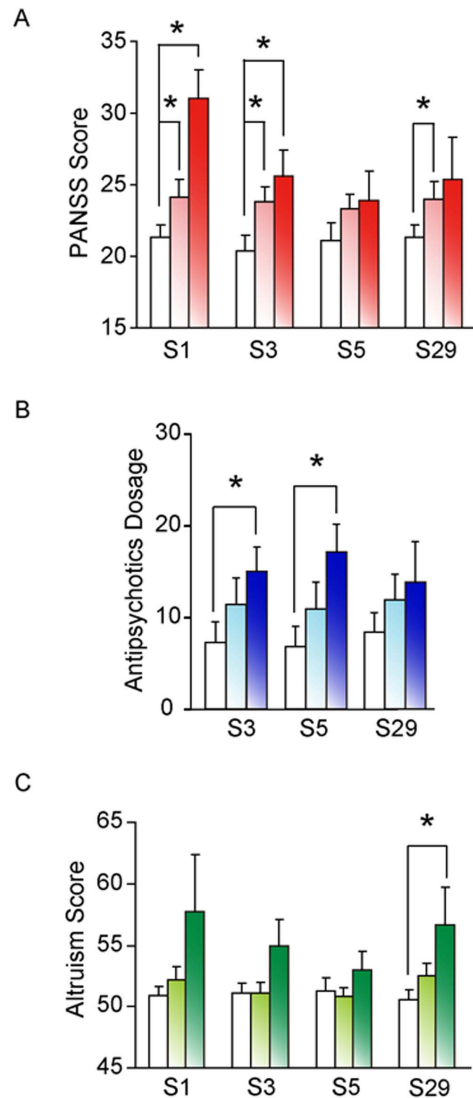 A
PANSS Score
35
30
25
20
15
* * * * *
S1 S3 S5 S29
B
Antipsychotics Dosage
30
20
10
0
* *
S3 S5 S29
C
Altruism Score
65
60
55
50
45
*
S1 S3 S5 S29